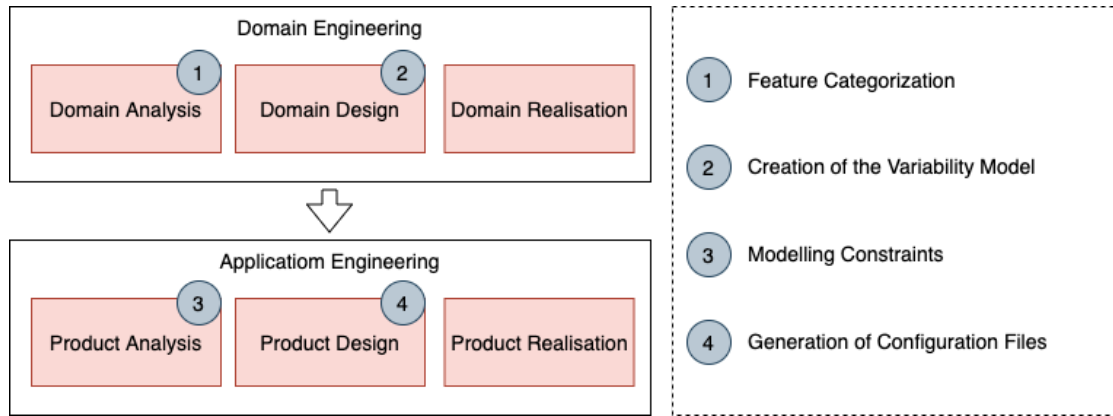 Domain Engineering
1
2
Domain Analysis
Domain Design
Domain Realisation
Applicatiom Engineering
3
4
Product Analysis
Product Design
Product Realisation
1 Feature Categorization
2 Creation of the Variability Model
3 Modelling Constraints
4 Generation of Configuration Files